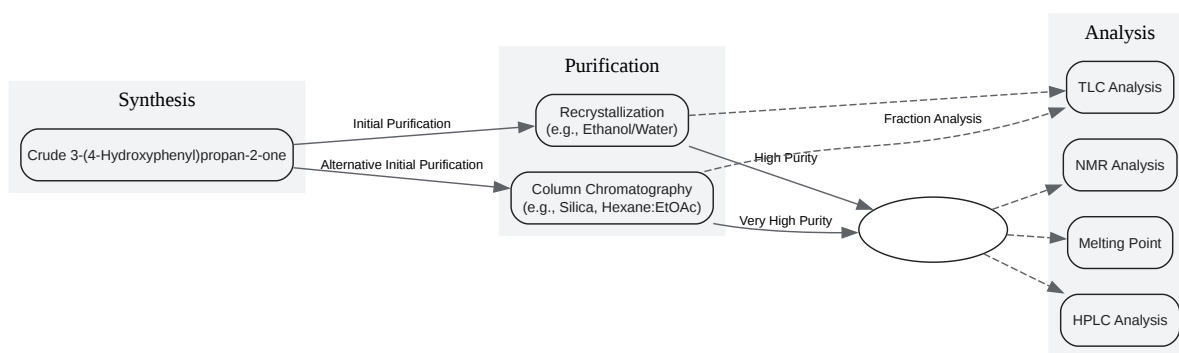 Synthesis
Crude 3-(4-Hydroxyphenyl)propan-2-one
Initial Purification
Alternative Initial Purification
Purification
Recrystallization
(e.g., Ethanol/Water)
Column Chromatography
(e.g., Silica, Hexane:EtOAc)
Fraction Analysis
High Purity
Very High Purity
Analysis
TLC Analysis
NMR Analysis
Melting Point
HPLC Analysis